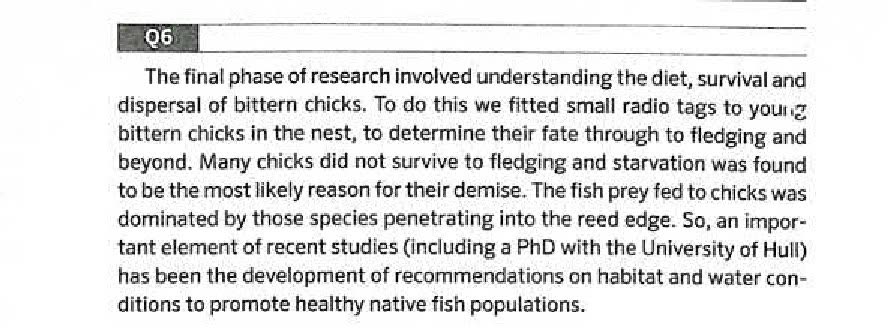 Q6
The final phase of research involved understanding the diet, survival and
dispersal of bittern chicks. To do this we fitted small radio tags to young
bittern chicks in the nest, to determine their fate through to fledging and
beyond. Many chicks did not survive to fledging and starvation was found
to be the most likely reason for their demise. The fish prey fed to chicks was
dominated by those species penetrating into the reed edge. So, an impor-
tant element of recent studies (including a PhD with the University of Hull)
has been the development of recommendations on habitat and water con-
ditions to promote healthy native fish populations.